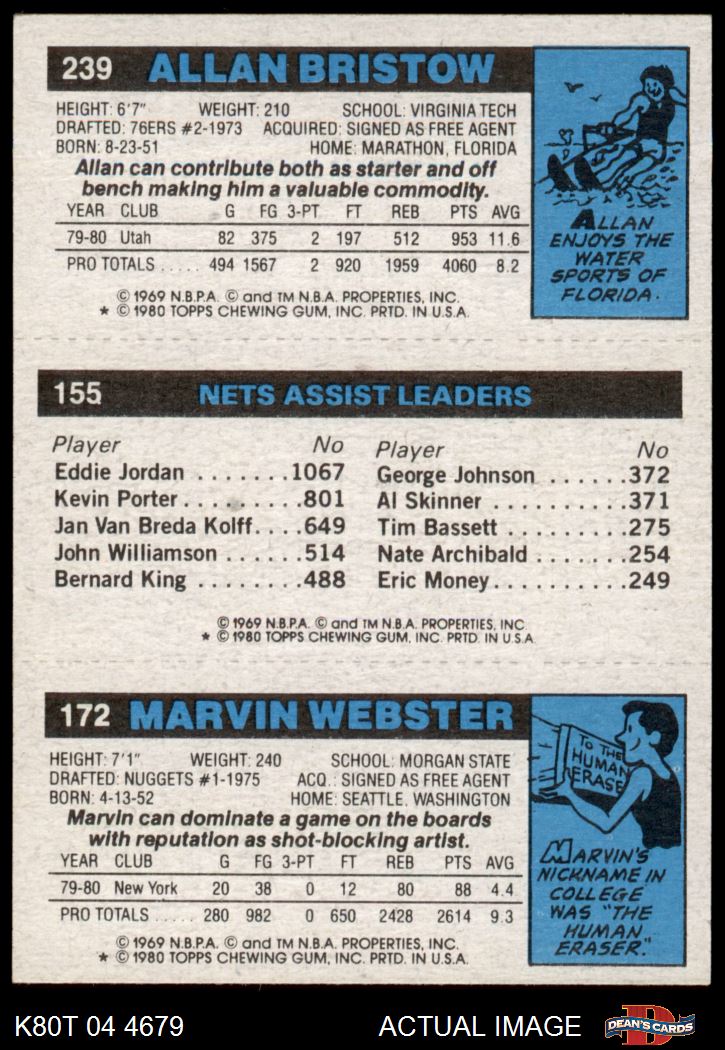 239 ALLAN BRISTOW
HEIGHT: 6'7" WEIGHT: 210 SCHOOL: VIRGINIA TECH
DRAFTED: 76ERS #2-1973 ACQUIRED: SIGNED AS FREE AGENT
BORN: 8-23-51 HOME: MARATHON, FLORIDA
Allan can contribute both as starter and off
bench making him a valuable commodity.
YEAR CLUB G FG 3-PT FT REB PTS AVG
79-80 Utah 82 375 2 197 512 953 11.6
PRO TOTALS ..... 494 1567 2 920 1959 4060 8.2
© 1969 N.B.P.A. © and TM N.B.A. PROPERTIES, INC.
* © 1980 TOPPS CHEWING GUM, INC. PRTD. IN U.S.A.
ALLAN
ENJOYS THE
WATER
SPORTS OF
FLORIDA.
155 NETS ASSIST LEADERS
Player No
Eddie Jordan .......1067
Kevin Porter.........801
Jan Van Breda Kolff....649
John Williamson ......514
Bernard King ........488
Player No
George Johnson ......372
Al Skinner ..........371
Tim Bassett .........275
Nate Archibald .......254
Eric Money..........249
© 1969 N.B.P.A. © and TM N.B.A. PROPERTIES, INC.
* © 1980 TOPPS CHEWING GUM, INC. PRTD. IN U.S.A
172 MARVIN WEBSTER
HEIGHT: 7'1" WEIGHT: 240 SCHOOL: MORGAN STATE
DRAFTED: NUGGETS #1-1975 ACQ.: SIGNED AS FREE AGENT
BORN: 4-13-52 HOME: SEATTLE, WASHINGTON
Marvin can dominate a game on the boards
with reputation as shot-blocking artist.
YEAR CLUB G FG 3-PT FT REB PTS AVG
79-80 New York 20 38 0 12 80 88 4.4
PRO TOTALS ..... 280 982 0 650 2428 2614 9.3
© 1969 N.B.P.A. © and TM N.B.A. PROPERTIES, INC.
* © 1980 TOPPS CHEWING GUM, INC. PRTD. IN U.S.A.
TO THE
HUMAN
ERASE
MARVIN'S
NICKNAME IN
COLLEGE
WAS "THE
HUMAN
ERASER."
K80T 04 4679 ACTUAL IMAGE
D
DEAN'S CARDS